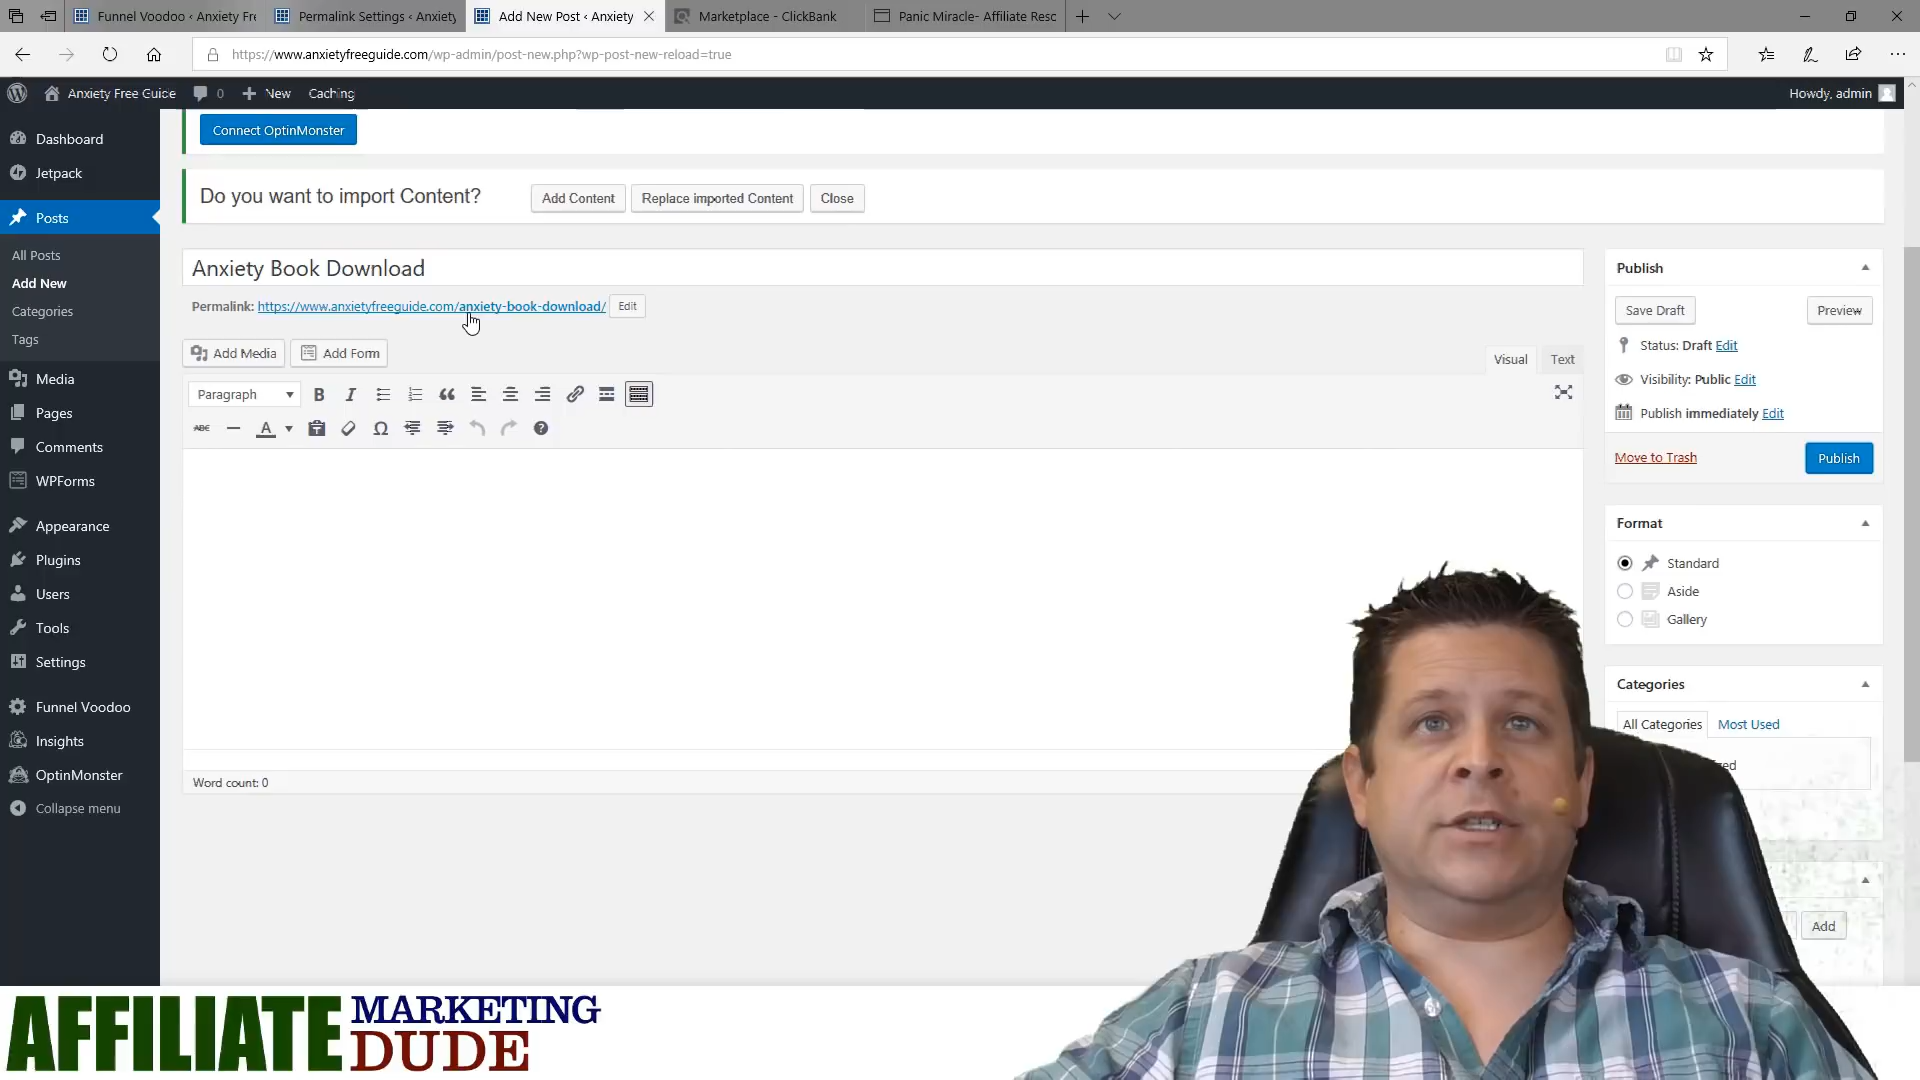 Funnel Voodoo ‹ Anxiety Fre
Permalink Settings ‹ Anxiety
Add New Post ‹ Anxiety
Marketplace - ClickBank
Panic Miracle- Affiliate Resc
https://www.anxietyfreeguide.com/wp-admin/post-new.php?wp-post-new-reload=true
Anxiety Free Guide
0
New
Caching
Howdy, admin
Dashboard
Jetpack
Posts
All Posts
Add New
Categories
Tags
Media
Pages
Comments
WPForms
Appearance
Plugins
Users
Tools
Settings
Funnel Voodoo
Insights
OptinMonster
Collapse menu
Connect OptinMonster
Do you want to import Content?
Add Content
Replace imported Content
Close
Anxiety Book Download
Permalink: https://www.anxietyfreeguide.com/anxiety-book-download/ Edit
Add Media
Add Form
Visual
Text
Paragraph
B
I
ABC
A
Ω
Word count: 0
Publish
Save Draft
Preview
Status: Draft Edit
Visibility: Public Edit
Publish immediately Edit
Move to Trash
Publish
Format
Standard
Aside
Gallery
Categories
All Categories
Most Used
Add
AFFILIATE
MARKETING
DUDE